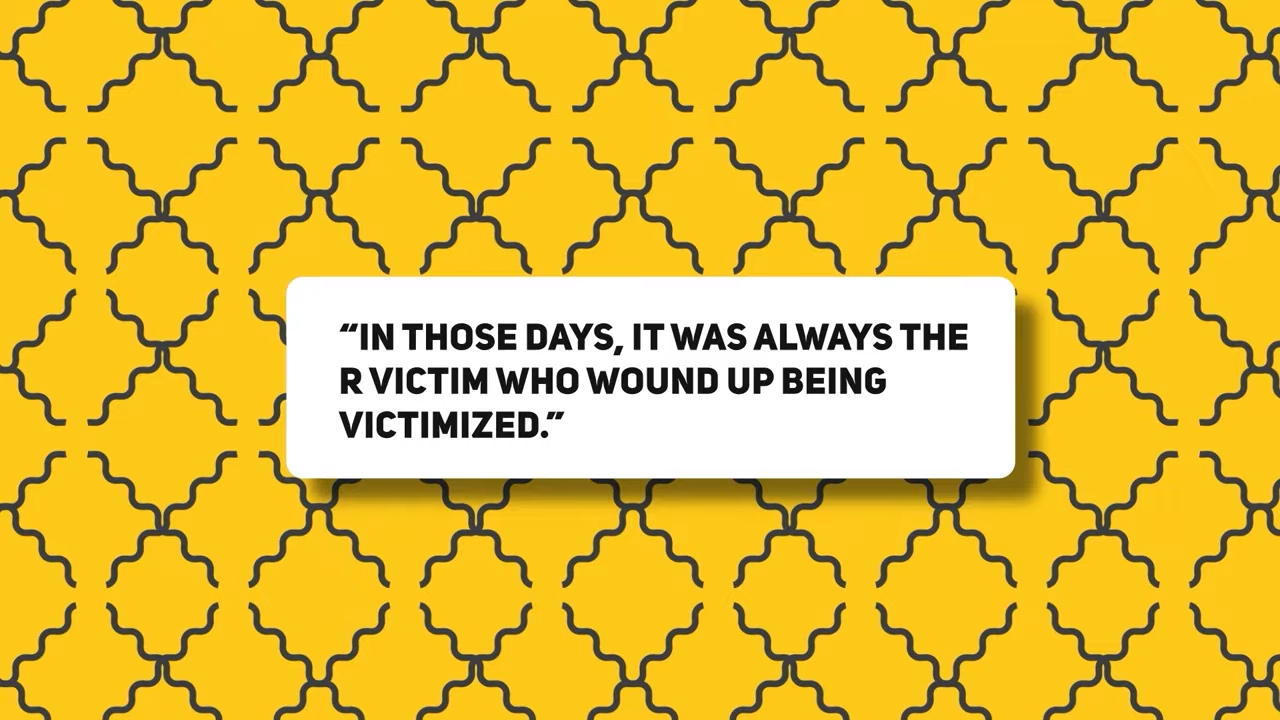 “IN THOSE DAYS, IT WAS ALWAYS THE
R VICTIM WHO WOUND UP BEING
VICTIMIZED.”